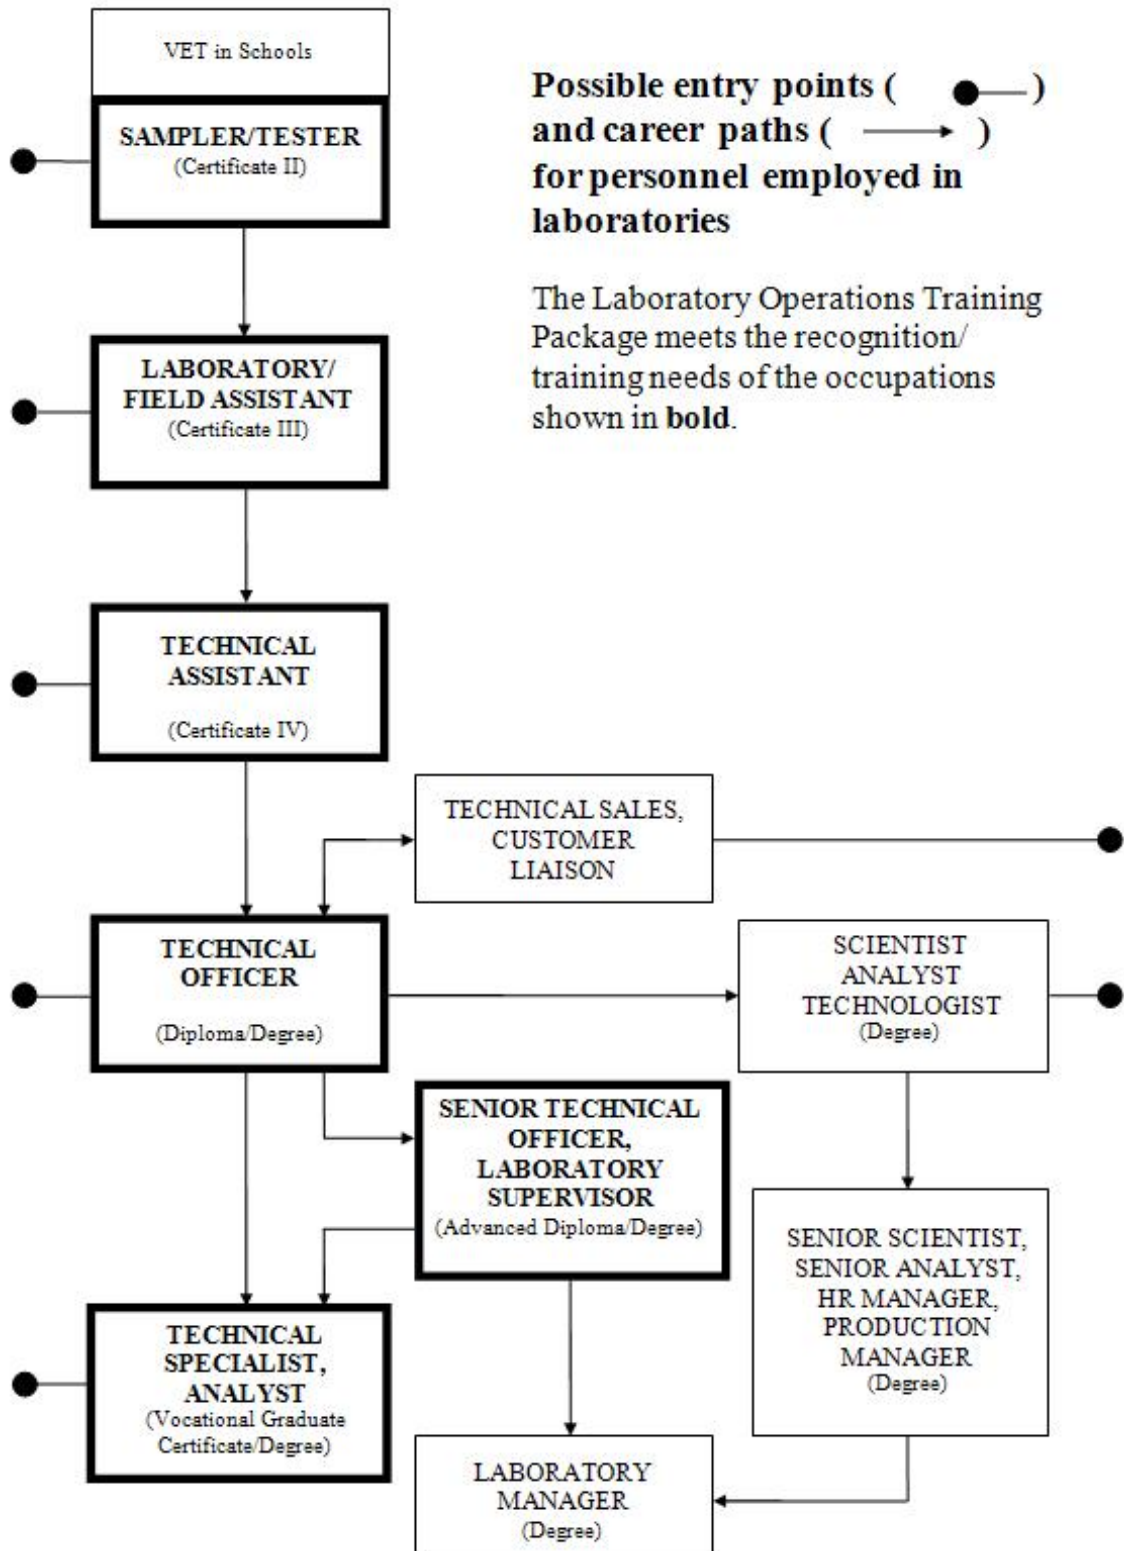 VET in Schools
SAMPLER/TESTER
(Certificate II)
Possible entry points ( )
and career paths ( )
for personnel employed in
laboratories
The Laboratory Operations Training
Package meets the recognition/
training needs of the occupations
shown in bold.
LABORATORY/
FIELD ASSISTANT
(Certificate III)
TECHNICAL
ASSISTANT
(Certificate IV)
TECHNICAL SALES,
CUSTOMER
LIAISON
TECHNICAL
OFFICER
(Diploma/Degree)
SCIENTIST
ANALYST
TECHNOLOGIST
(Degree)
SENIOR TECHNICAL
OFFICER,
LABORATORY
SUPERVISOR
(Advanced Diploma/Degree)
SENIOR SCIENTIST,
SENIOR ANALYST,
HR MANAGER,
PRODUCTION
MANAGER
(Degree)
TECHNICAL
SPECIALIST,
ANALYST
(Vocational Graduate
Certificate/Degree)
LABORATORY
MANAGER
(Degree)